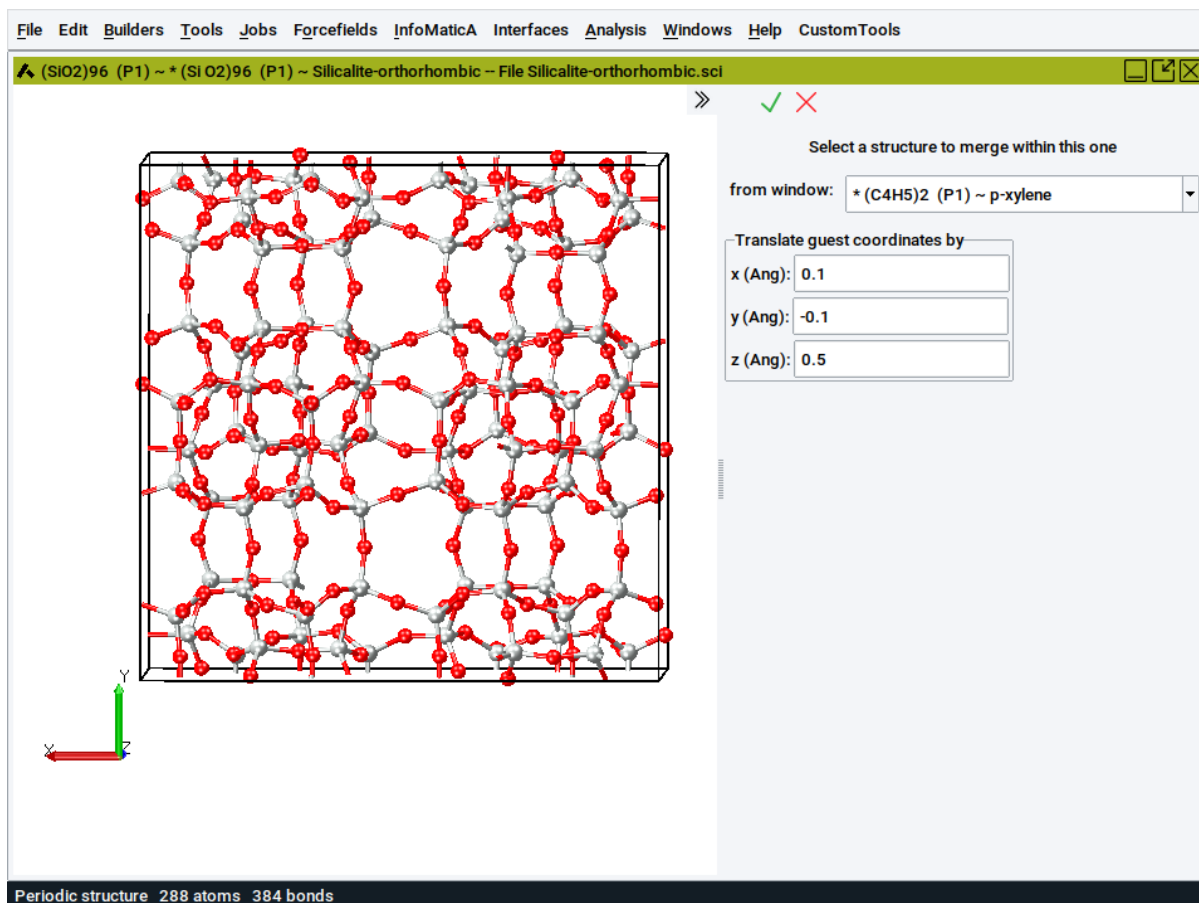 File Edit Builders Tools Jobs Forcefields InfoMaticA Interfaces Analysis Windows Help CustomTools
(SiO2)96 (P1) ~ * (Si O2)96 (P1) ~ Silicalite-orthorhombic -- File Silicalite-orthorhombic.sci
Select a structure to merge within this one
from window: * (C4H5)2 (P1) ~ p-xylene
Translate guest coordinates by
x (Ang): 0.1
y (Ang): -0.1
z (Ang): 0.5
Y
X Z
Periodic structure 288 atoms 384 bonds